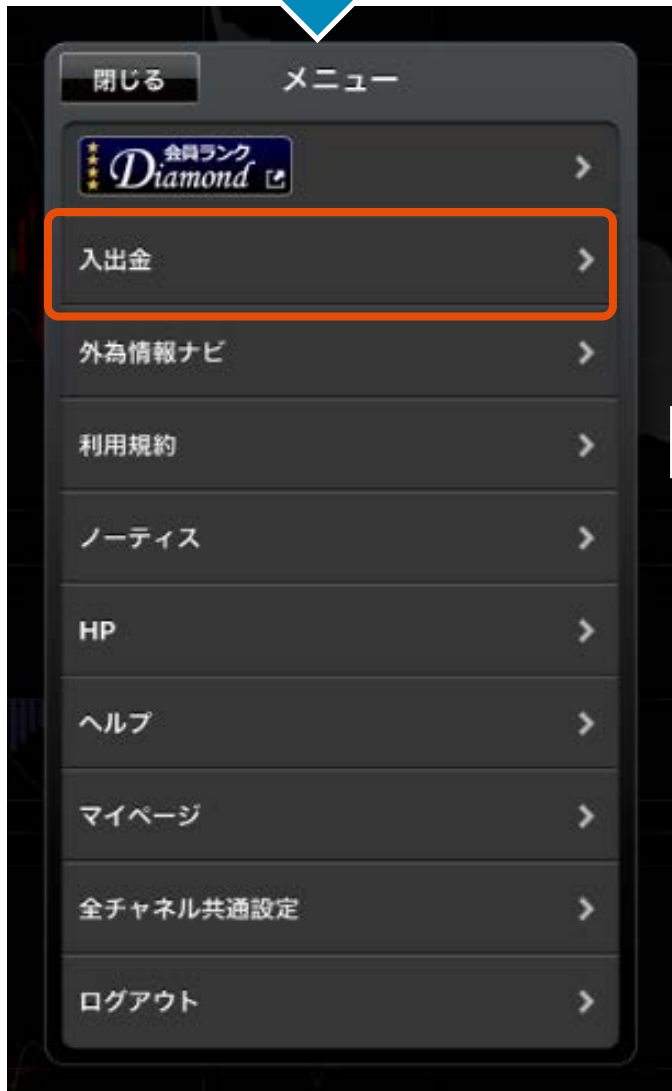 閉じる メニュー
会員ランク
Diamond
入出金
外為情報ナビ
利用規約
ノーティス
HP
ヘルプ
マイページ
全チャネル共通設定
ログアウト